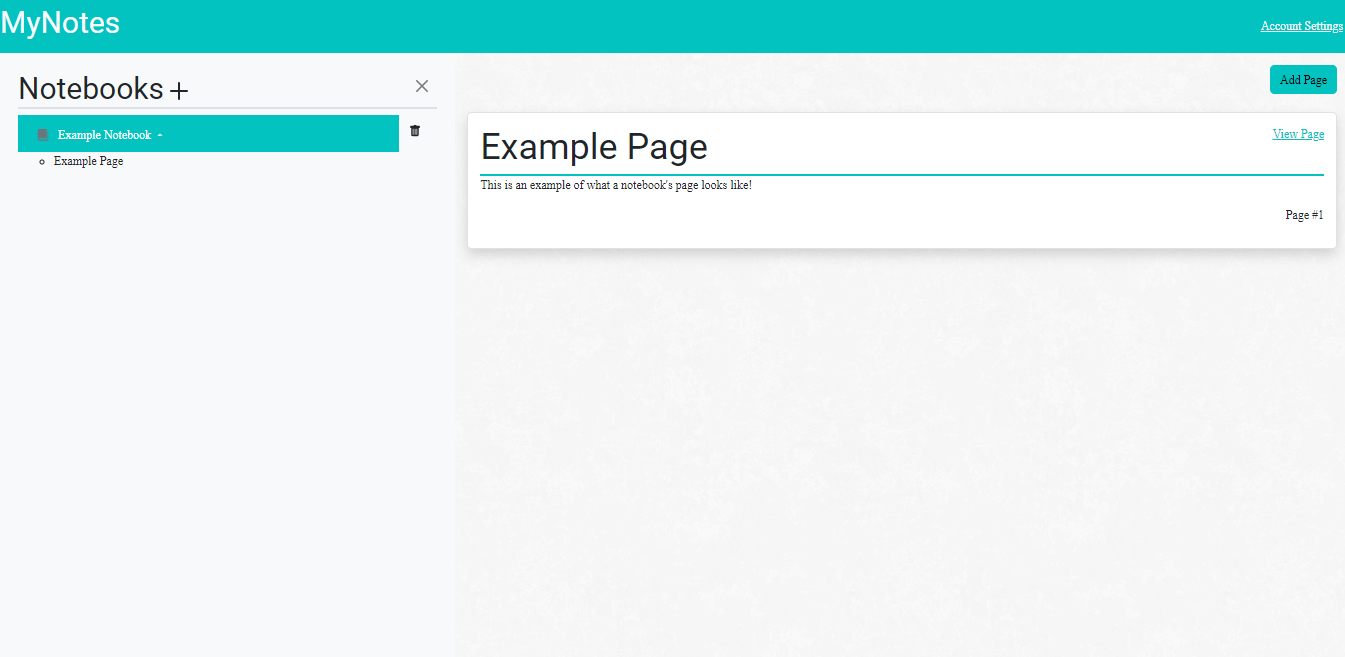 MyNotes
Account Settings
Notebooks
Add Page
Example Notebook
Example Page
Example Page
View Page
This is an example of what a notebook's page looks like!
Page #1